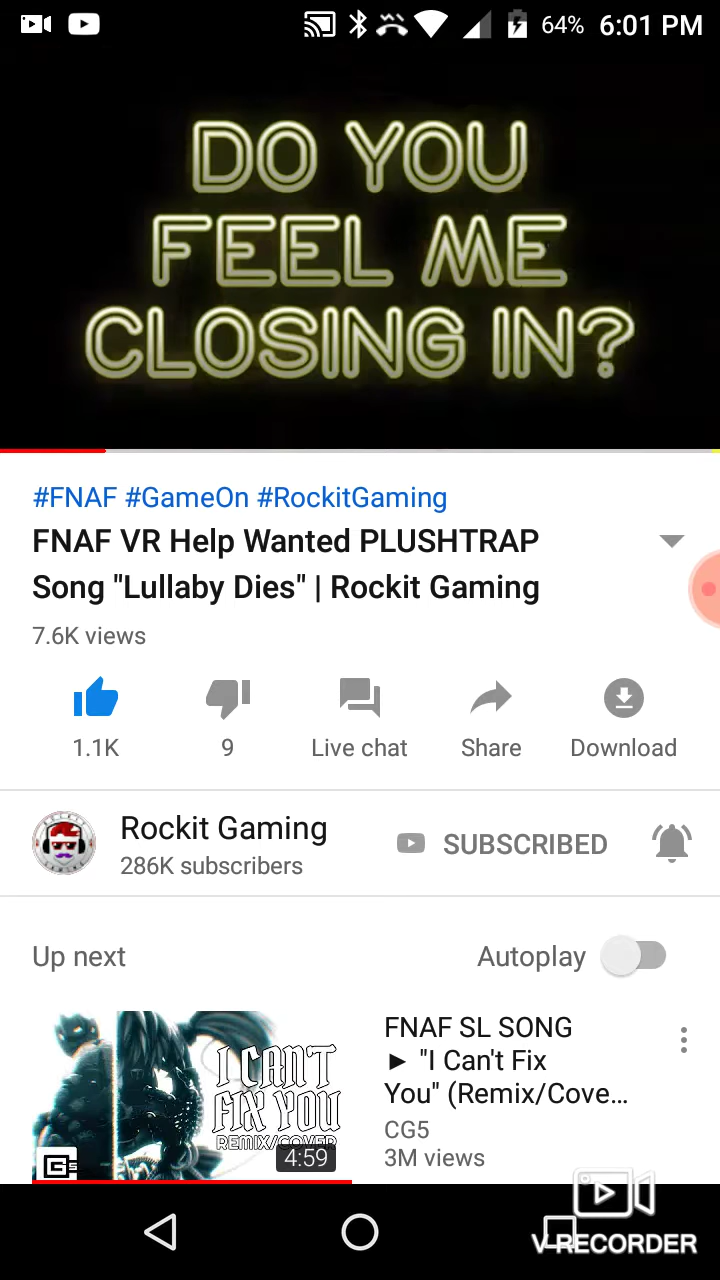 64% 6:01 PM
DO YOU
FEEL ME
CLOSING IN?
#FNAF #GameOn #RockitGaming
FNAF VR Help Wanted PLUSHTRAP
Song "Lullaby Dies" | Rockit Gaming
7.6K views
1.1K 9 Live chat Share Download
Rockit Gaming
286K subscribers
SUBSCRIBED
Up next Autoplay
I CAN'T
FIX YOU
REMIX/COVER
4:59
FNAF SL SONG
► "I Can't Fix
You" (Remix/Cove...
CG5
3M views
V RECORDER